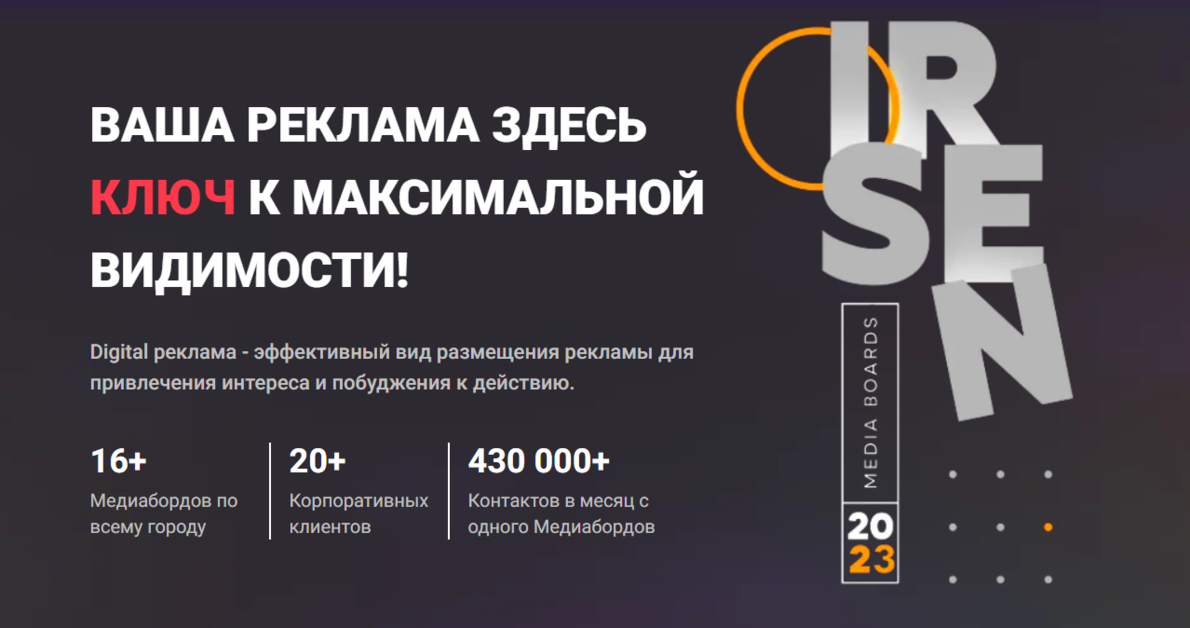 ВАША РЕКЛАМА ЗДЕСЬ
КЛЮЧ К МАКСИМАЛЬНОЙ
ВИДИМОСТИ!
Digital реклама - эффективный вид размещения рекламы для
привлечения интереса и побуджения к действию.
16+
Медиабордов по
всему городу
20+
Корпоративных
клиентов
430 000+
Контактов в месяц с
одного Медиабордов
IR
SE
N
MEDIA BOARDS
20
23